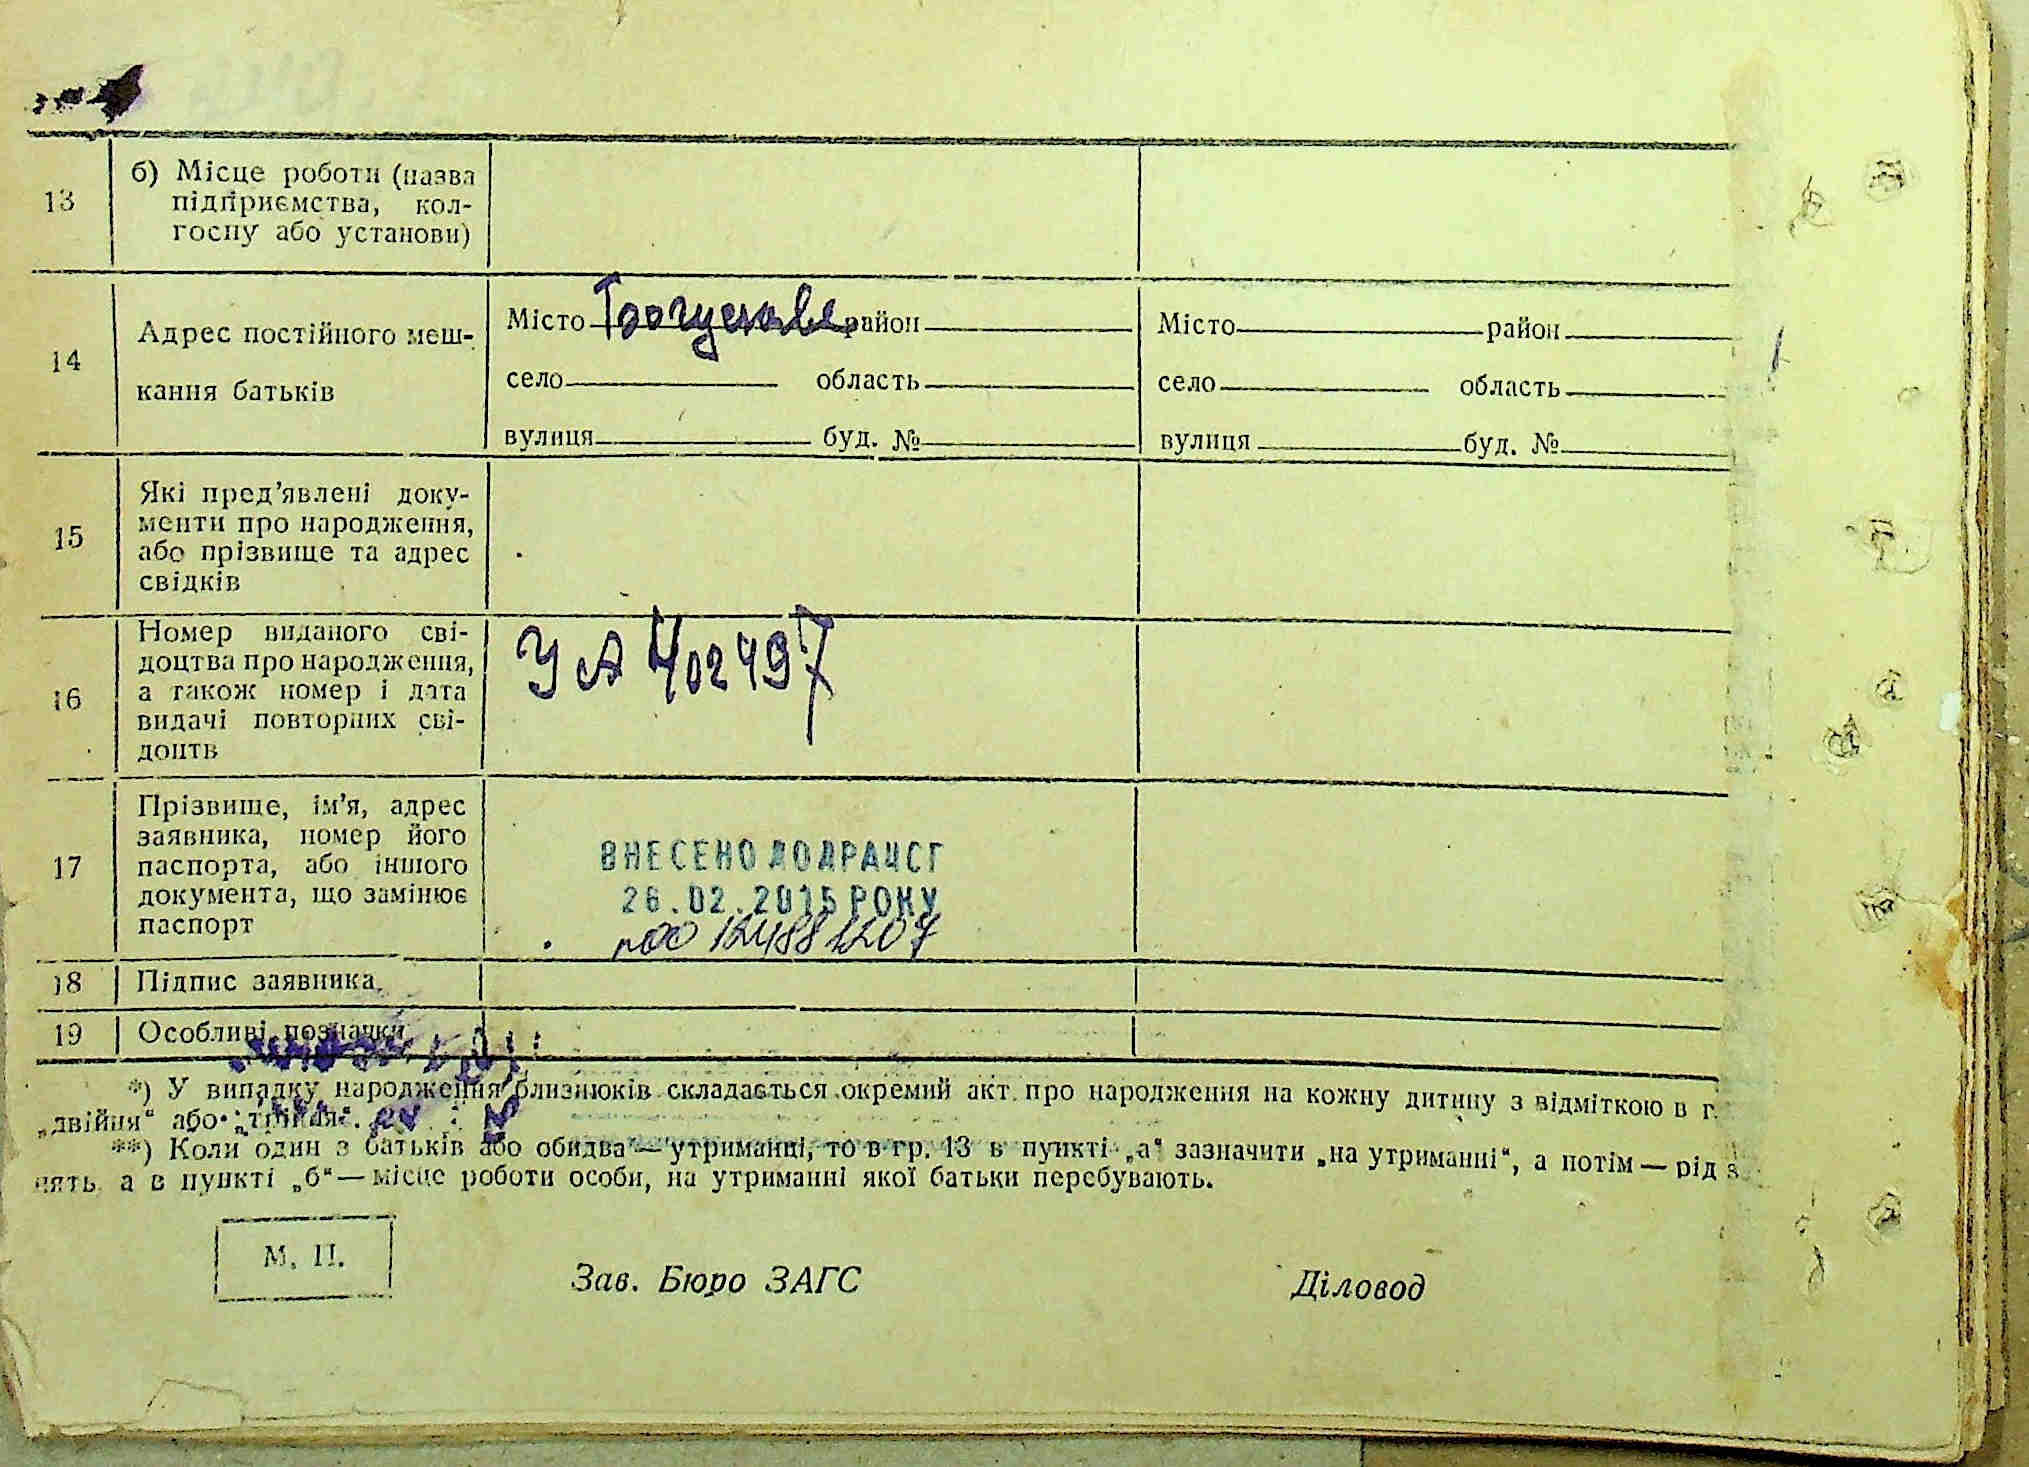 13
б) Місце роботи (назва
підприємства, кол-
госпу або установи)
14
Адрес постійного меш-
кання батьків
Місто район
село область
вулиця буд. №
Місто район
село область
вулиця буд. №
15
Які пред'явлені доку-
менти про народження,
або прізвище та адрес
свідків
16
Номер виданого сві-
доцтва про народження,
а також номер і дата
видачі повторних сві-
доцтв
УА 402497
17
Прізвище, ім'я, адрес
заявника, номер його
паспорта, або іншого
документа, що замінює
паспорт
ВНЕСЕНО ДО ДРАЦСГ
26.02.2015 РОКУ
18
Підпис заявника
19
Особливі позначки
*) У випадку народження близнюків складається окремий акт про народження на кожну дитину з відміткою в г.
„двійня“ або „трійня“.
**) Коли один з батьків або обидва — утриманці, то в гр. 13 в пункті „а“ зазначити „на утриманні“, а потім — рід з
нять, а в пункті „б“ — місце роботи особи, на утриманні якої батьки перебувають.
М. П.
Зав. Бюро ЗАГС
Діловод